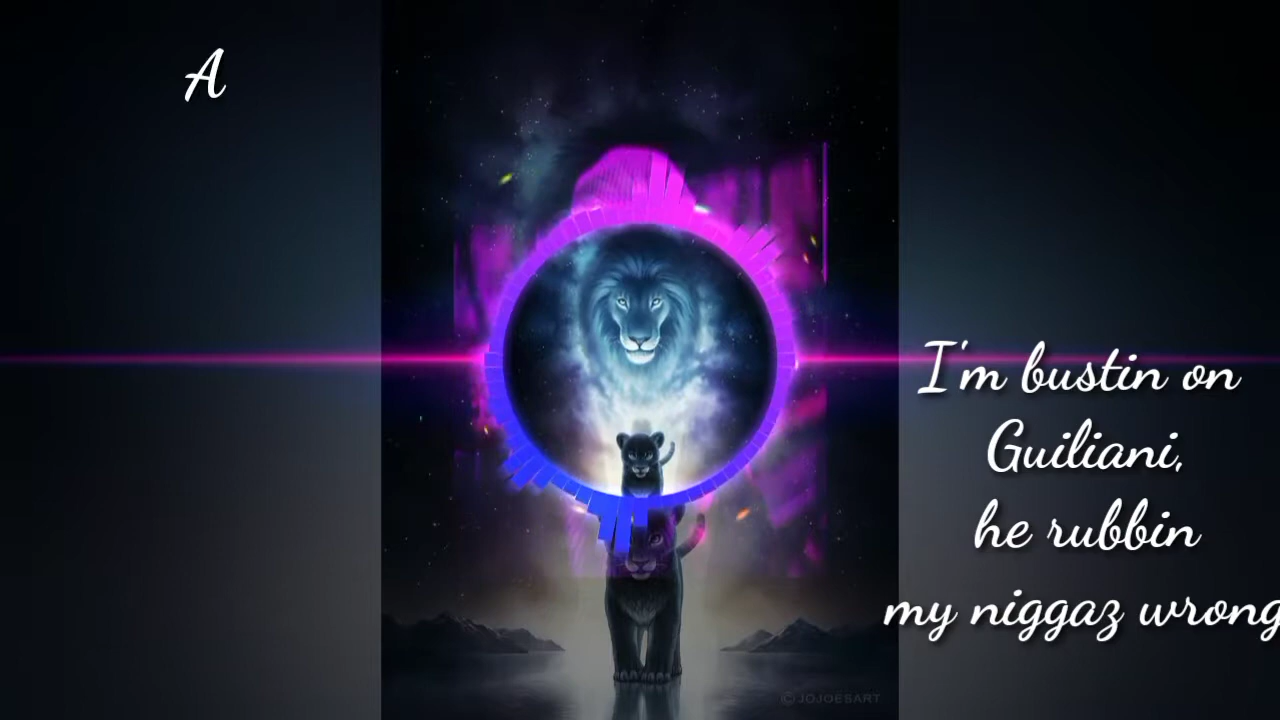 A
I'm bustin on
Guiliani,
he rubbin
my niggaz wrong
© JOJOESART